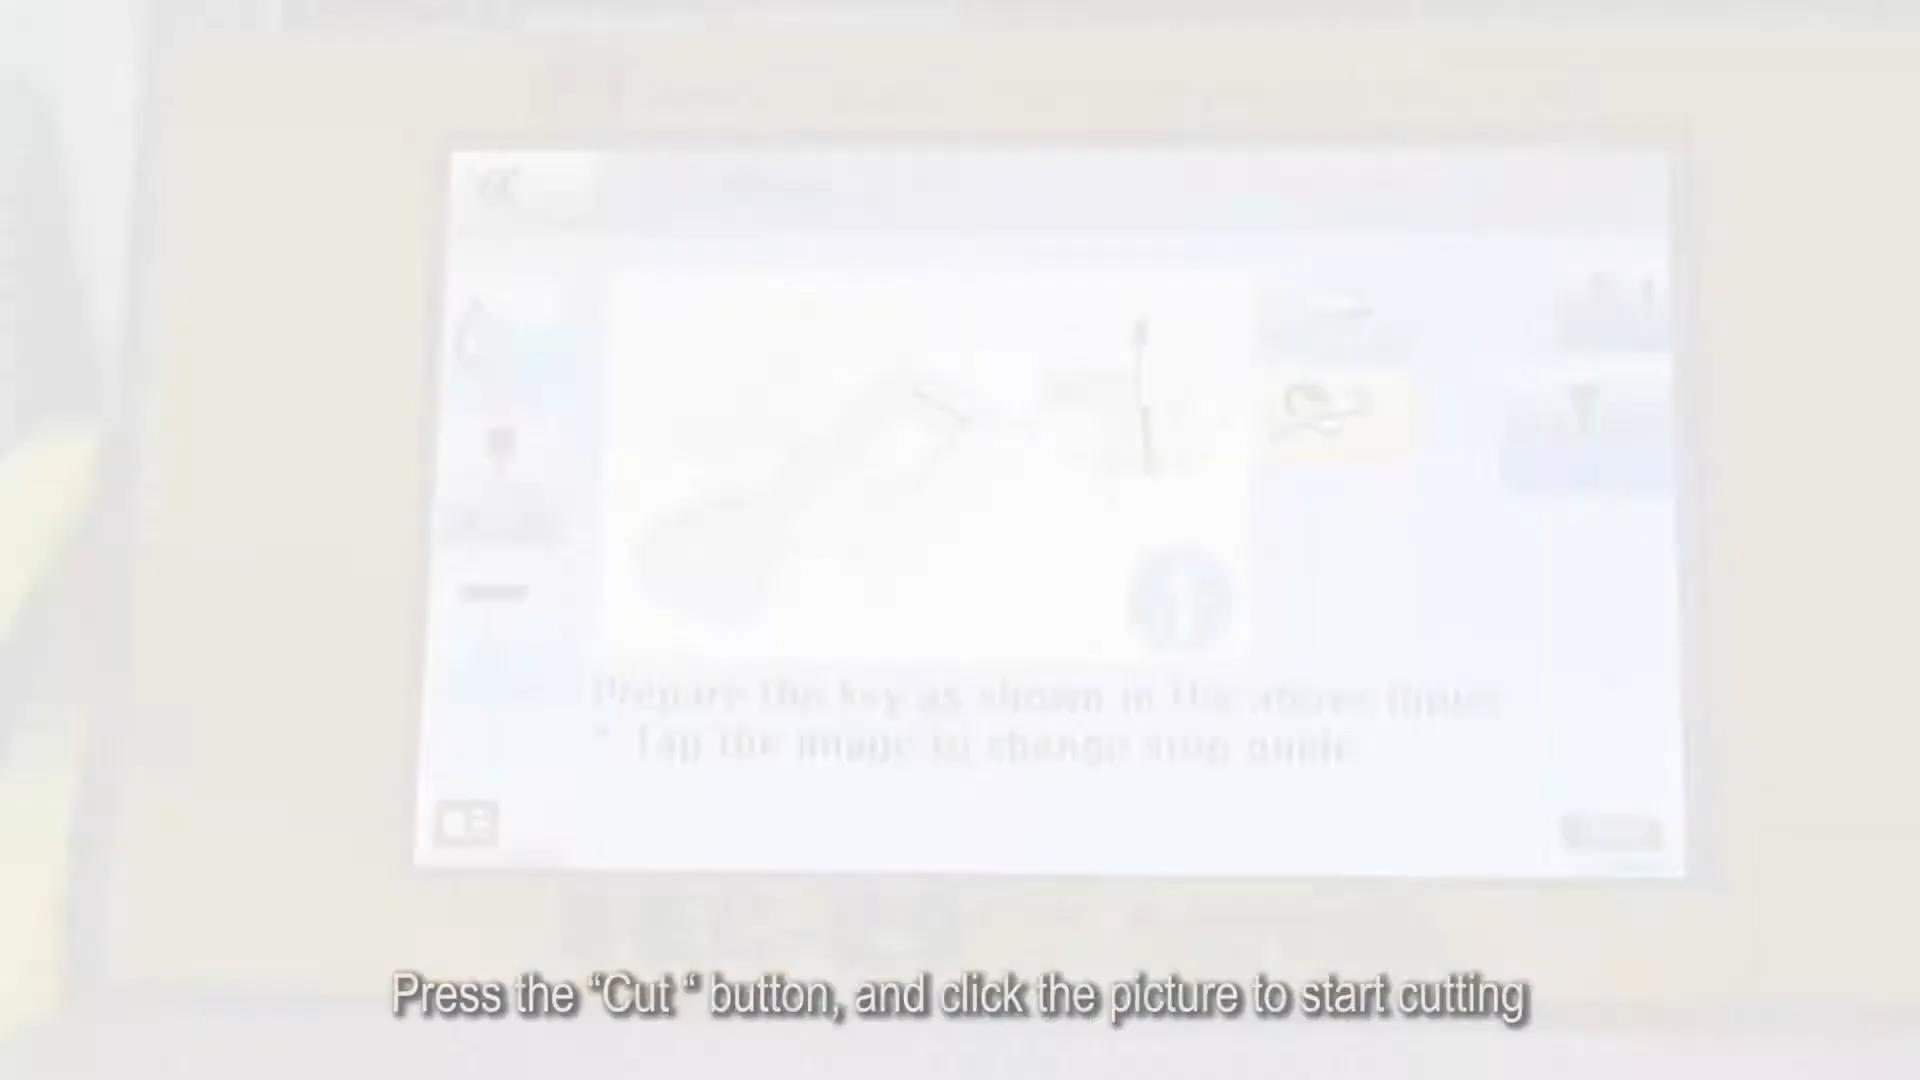 Prepare the key as shown in the above figure
* Tap the image to change stop guide.
Press the “Cut “ button, and click the picture to start cutting